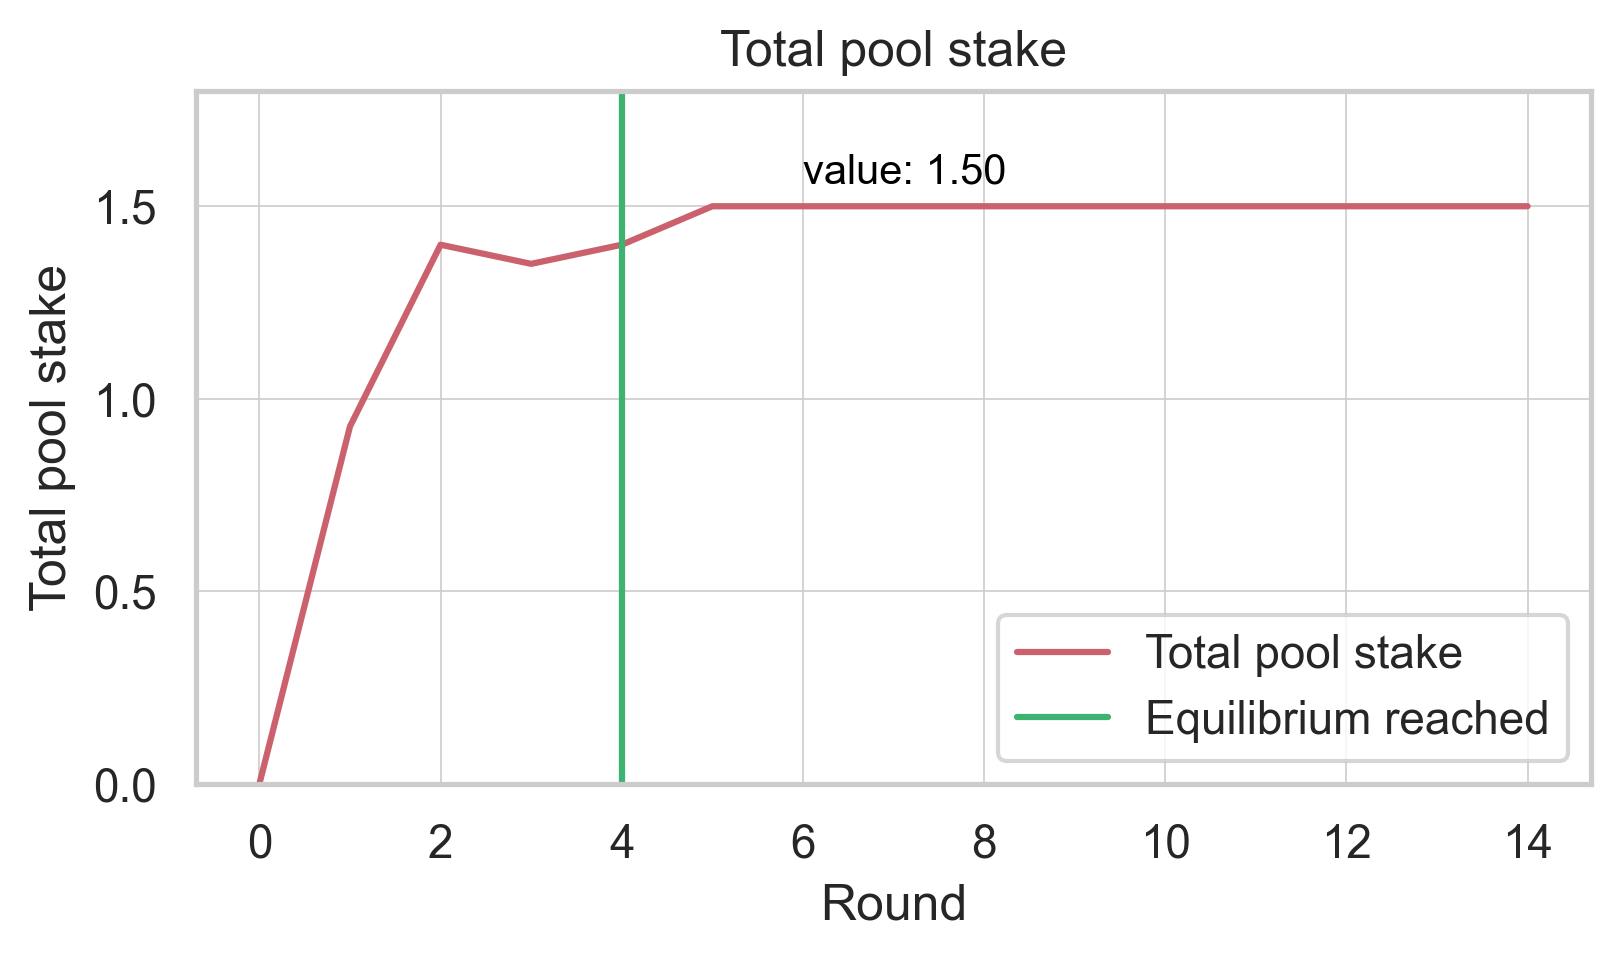 Total pool stake
value: 1.50
Total pool stake
1.5
1.0
0.5
0.0
Total pool stake
Equilibrium reached
0 2 4 6 8 10 12 14
Round